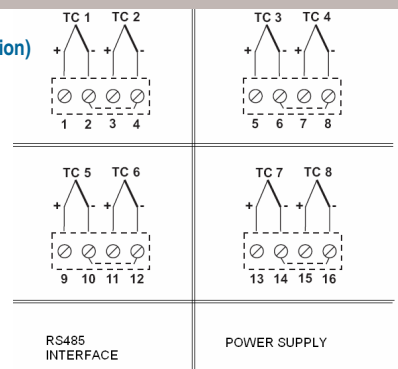 ion)
TC 1 TC 2
+ - + -
1 2 3 4
TC 3 TC 4
+ - + -
5 6 7 8
TC 5 TC 6
+ - + -
9 10 11 12
TC 7 TC 8
+ - + -
13 14 15 16
RS485
INTERFACE
POWER SUPPLY